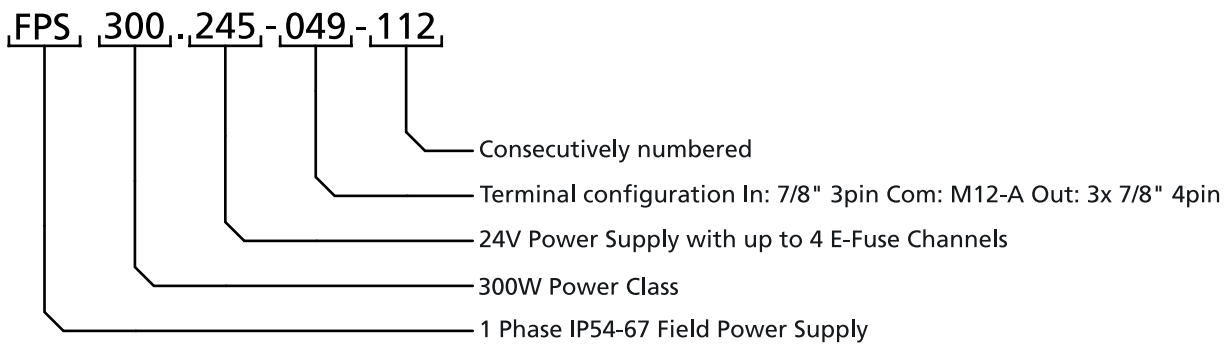 FPS 300.245-049-112
Consecutively numbered
Terminal configuration In: 7/8" 3pin Com: M12-A Out: 3x 7/8" 4pin
24V Power Supply with up to 4 E-Fuse Channels
300W Power Class
1 Phase IP54-67 Field Power Supply